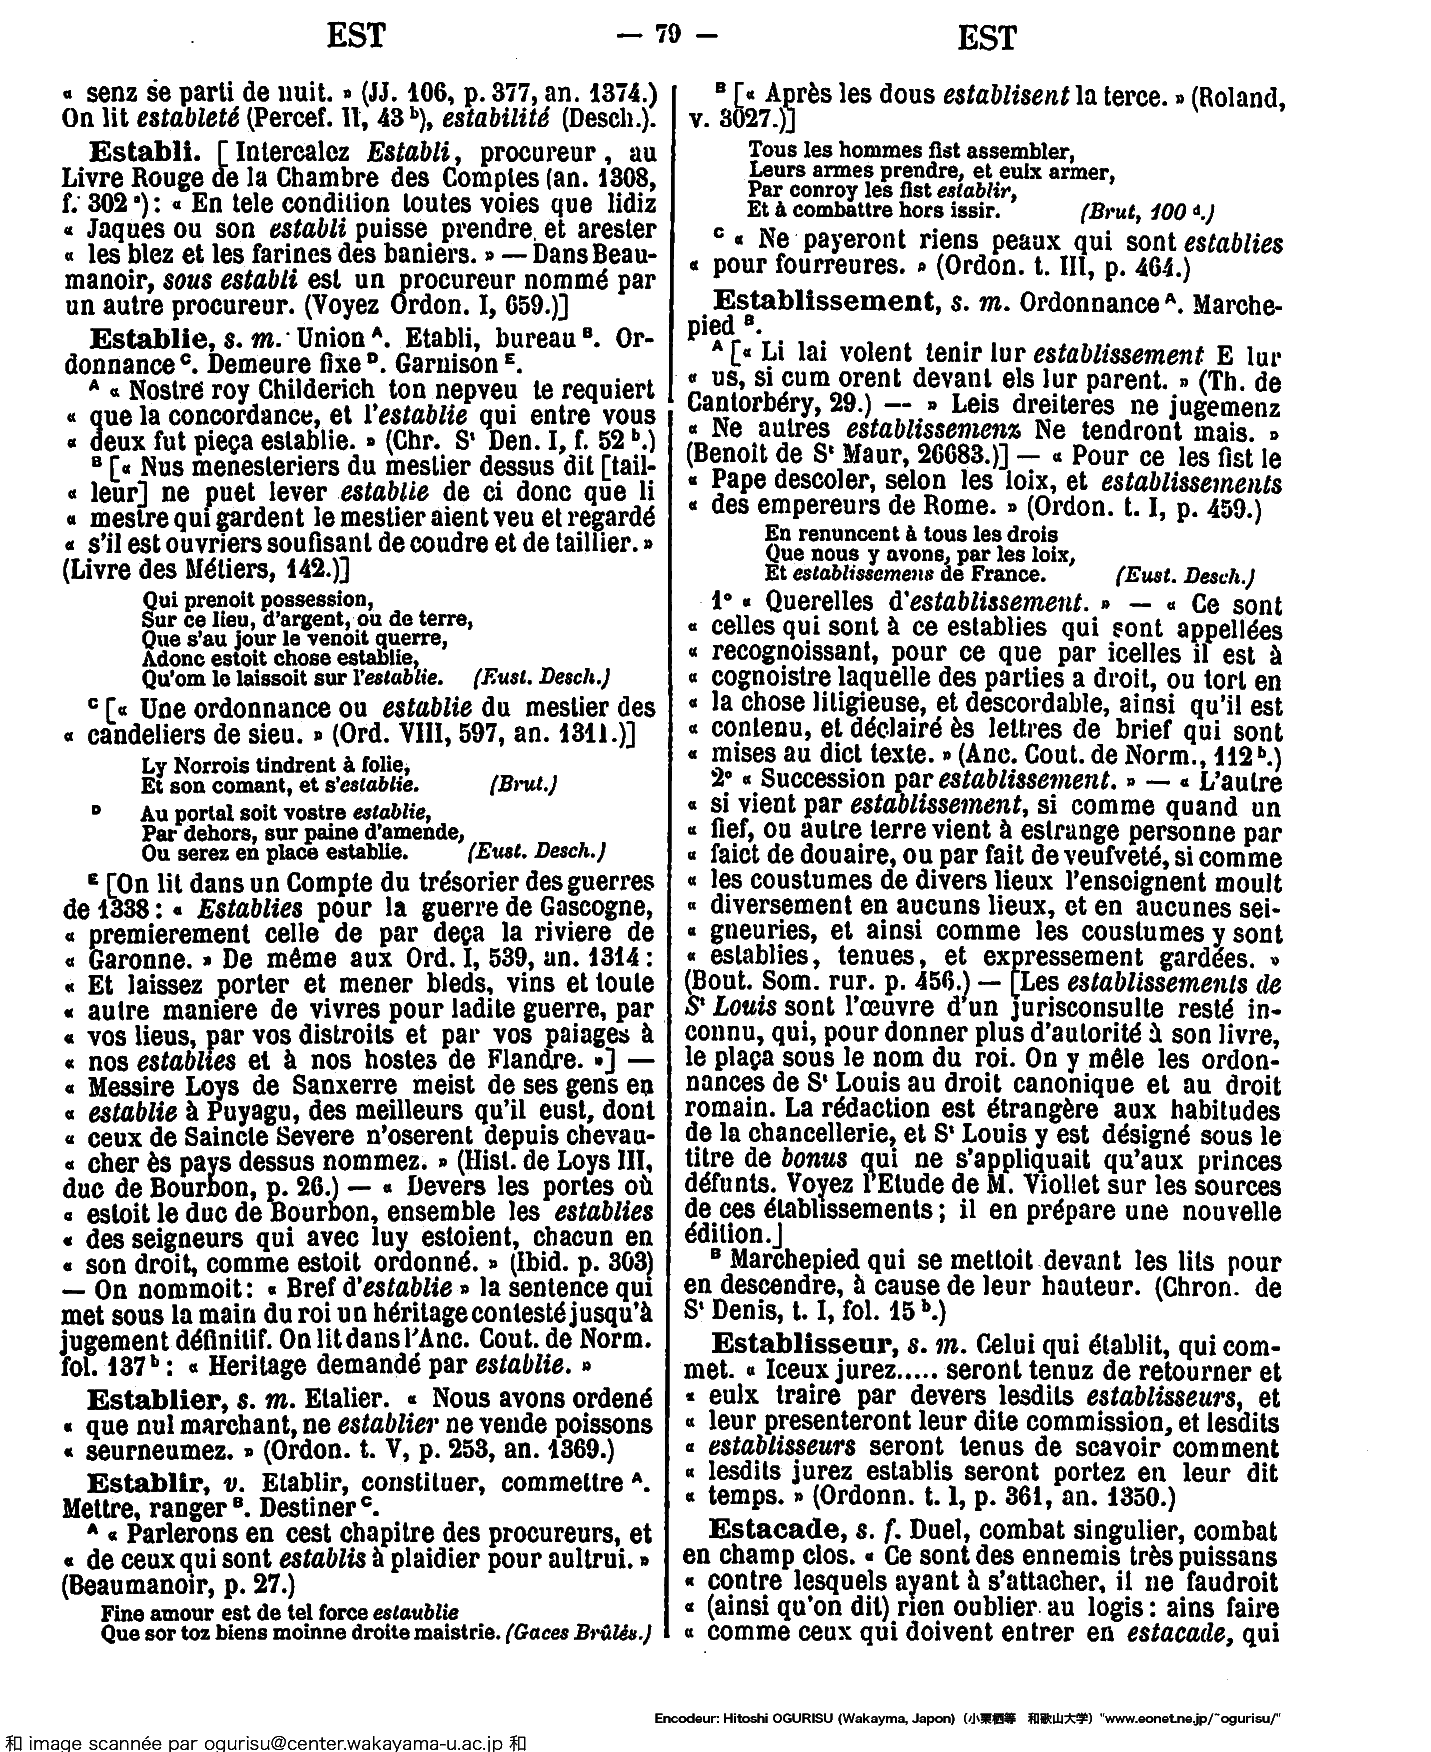 EST
— 79 —
EST
« senz se parti de nuit. » (JJ. 106, p. 377, an. 1374.)
On lit estableté (Percef. II, 43 b), estabilité (Desch.).
Establi. [Intercalez Establi, procureur, au
Livre Rouge de la Chambre des Comptes (an. 1308,
f. 302 a) : « En tele condition toutes voies que lidiz
« Jaques ou son establi puisse prendre et arester
« les blez et les farines des baniers. » — Dans Beau-
manoir, sous establi est un procureur nommé par
un autre procureur. (Voyez Ordon. I, 659.)]
Establie, s. m. Union A. Etabli, bureau B. Or-
donnance C. Demeure fixe D. Garnison E.
A « Nostre roy Childerich ton nepveu te requiert
« que la concordance, et l'establie qui entre vous
« deux fut pieça establie. » (Chr. St Den. I, f. 52 b.)
B [« Nus menesteriers du mestier dessus dit [tail-
« leur] ne puet lever establie de ci donc que li
« mestre qui gardent le mestier aient veu et regardé
« s'il est ouvriers soufisant de coudre et de taillier. »
(Livre des Métiers, 142.)]
Qui prenoit possession,
Sur ce lieu, d'argent, ou de terre,
Que s'au jour le venoit querre,
Adonc estoit chose establie,
Qu'om le laissoit sur l'establie. (Eust. Desch.)
C [« Une ordonnance ou establie du mestier des
« candeliers de sieu. » (Ord. VIII, 597, an. 1311.)]
Ly Norrois tindrent à folie,
Et son comant, et s'establie. (Brut.)
D Au portal soit vostre establie,
Par dehors, sur paine d'amende,
Ou serez en place establie. (Eust. Desch.)
E [On lit dans un Compte du trésorier des guerres
de 1338 : « Establies pour la guerre de Gascogne,
« premierement celle de par deça la riviere de
« Garonne. » De même aux Ord. I, 539, an. 1314 :
« Et laissez porter et mener bleds, vins et toute
« autre maniere de vivres pour ladite guerre, par
« vos lieus, par vos distroits et par vos paiages à
« nos establies et à nos hostes de Flandre. »] —
« Messire Loys de Sanxerre meist de ses gens en
« establie à Puyagu, des meilleurs qu'il eust, dont
« ceux de Saincte Severe n'oserent depuis chevau-
« cher ès pays dessus nommez. » (Hist. de Loys III,
duc de Bourbon, p. 26.) — « Devers les portes où
« estoit le duc de Bourbon, ensemble les establies
« des seigneurs qui avec luy estoient, chacun en
« son droit, comme estoit ordonné. » (Ibid. p. 303)
— On nommoit : « Bref d'establie » la sentence qui
met sous la main du roi un héritage contesté jusqu'à
jugement définitif. On lit dans l'Anc. Cout. de Norm.
fol. 137 b : « Heritage demandé par establie. »
Establier, s. m. Etalier. « Nous avons ordené
« que nul marchant, ne establier ne vende poissons
« seurneumez. » (Ordon. t. V, p. 253, an. 1369.)
Establir, v. Etablir, constituer, commettre A.
Mettre, ranger B. Destiner C.
A « Parlerons en cest chapitre des procureurs, et
« de ceux qui sont establis à plaidier pour aultrui. »
(Beaumanoir, p. 27.)
Fine amour est de tel force estaublie
Que sor toz biens moinne droite maistrie. (Gaces Brûlés.)
B [« Après les dous establisent la terce. » (Roland,
v. 3027.)]
Tous les hommes fist assembler,
Leurs armes prendre, et eulx armer,
Par conroy les fist establir,
Et à combattre hors issir. (Brut, 100 d.)
C « Ne payeront riens peaux qui sont establies
« pour fourreures. » (Ordon. t. III, p. 464.)
Establissement, s. m. Ordonnance A. Marche-
pied B.
A [« Li lai volent tenir lur establissement E lur
« us, si cum orent devant els lur parent. » (Th. de
Cantorbéry, 29.) — » Leis dreiteres ne jugemenz
« Ne autres establissemenz Ne tendront mais. »
(Benoit de St Maur, 26683.)] — « Pour ce les fist le
« Pape descoler, selon les loix, et establissements
« des empereurs de Rome. » (Ordon. t. I, p. 459.)
En renuncent à tous les drois
Que nous y avons, par les loix,
Et establissemens de France. (Eust. Desch.)
1° « Querelles d'establissement. » — « Ce sont
« celles qui sont à ce establies qui sont appellées
« recognoissant, pour ce que par icelles il est à
« cognoistre laquelle des parties a droit, ou tort en
« la chose litigieuse, et descordable, ainsi qu'il est
« contenu, et déclairé ès lettres de brief qui sont
« mises au dict texte. » (Anc. Cout. de Norm., 112 b.)
2° « Succession par establissement. » — « L'autre
« si vient par establissement, si comme quand un
« fief, ou autre terre vient à estrange personne par
« faict de douaire, ou par fait de veufveté, si comme
« les coustumes de divers lieux l'enseignent moult
« diversement en aucuns lieux, et en aucunes sei-
« gneuries, et ainsi comme les coustumes y sont
« establies, tenues, et expressement gardées. »
(Bout. Som. rur. p. 456.) — [Les establissements de
St Louis sont l'œuvre d'un jurisconsulte resté in-
connu, qui, pour donner plus d'autorité à son livre,
le plaça sous le nom du roi. On y mêle les ordon-
nances de St Louis au droit canonique et au droit
romain. La rédaction est étrangère aux habitudes
de la chancellerie, et St Louis y est désigné sous le
titre de bonus qui ne s'appliquait qu'aux princes
défunts. Voyez l'Etude de M. Viollet sur les sources
de ces établissements ; il en prépare une nouvelle
édition.]
B Marchepied qui se mettoit devant les lits pour
en descendre, à cause de leur hauteur. (Chron. de
St Denis, t. I, fol. 15 b.)
Establisseur, s. m. Celui qui établit, qui com-
met. « Iceux jurez..... seront tenuz de retourner et
« eulx traire par devers lesdits establisseurs, et
« leur presenteront leur dite commission, et lesdits
« establisseurs seront tenus de scavoir comment
« lesdits jurez establis seront portez en leur dit
« temps. » (Ordonn. t. I, p. 361, an. 1350.)
Estacade, s. f. Duel, combat singulier, combat
en champ clos. « Ce sont des ennemis très puissans
« contre lesquels ayant à s'attacher, il ne faudroit
« (ainsi qu'on dit) rien oublier au logis : ains faire
« comme ceux qui doivent entrer en estacade, qui
Encodeur: Hitoshi OGURISU (Wakayma, Japon) (小栗栖等 和歌山大学) "www.eonet.ne.jp/~ogurisu/"
和 image scannée par ogurisu@center.wakayama-u.ac.jp 和